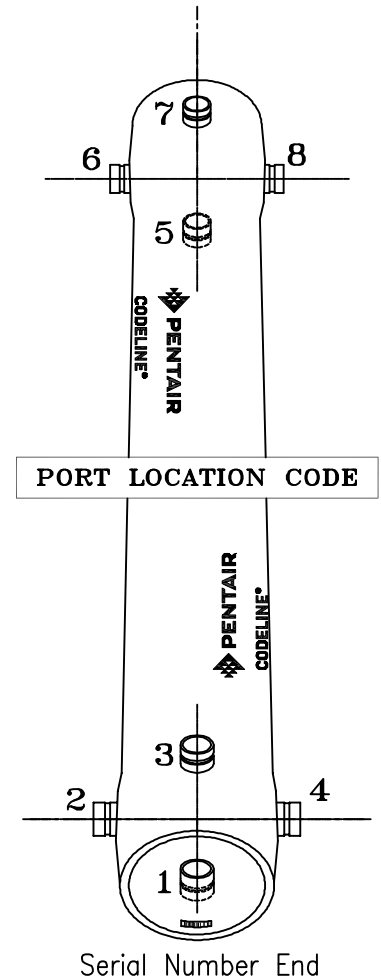 7
6
8
5
CODELINE®
PENTAIR
PORT LOCATION CODE
PENTAIR
CODELINE®
3
2
4
1
Serial Number End